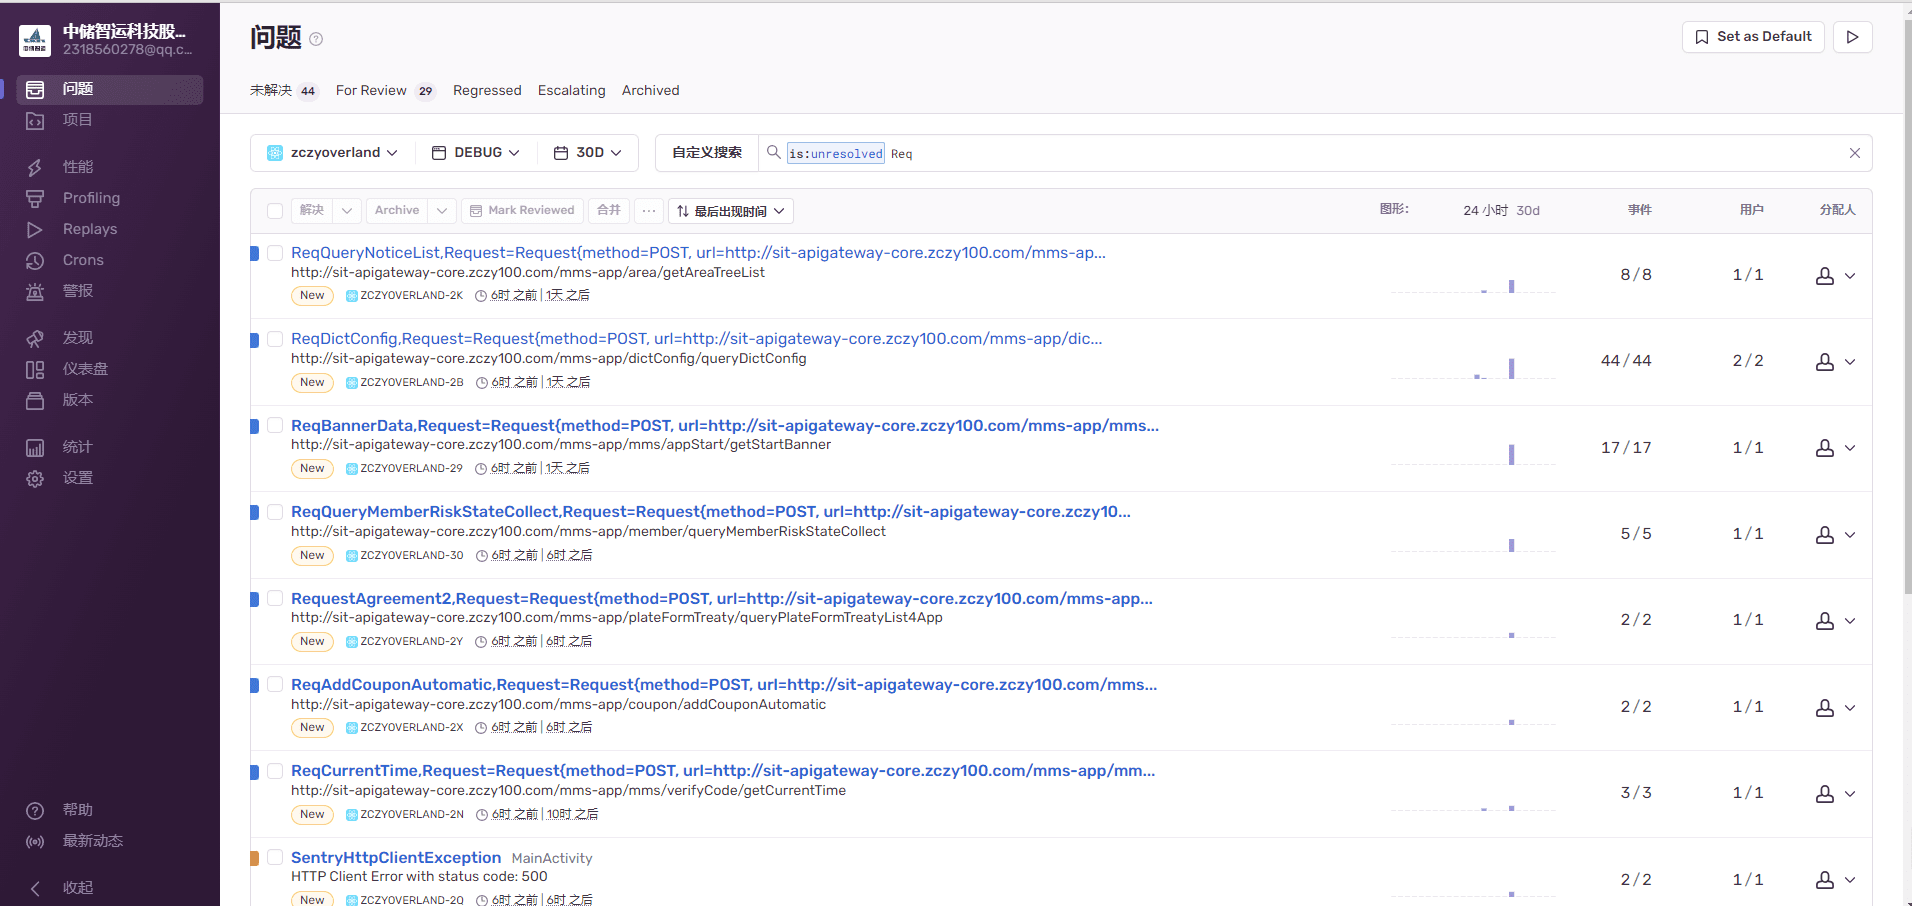 中储智运科技股...
2318560278@qq.c...
问题
项目
性能
Profiling
Replays
Crons
警报
发现
仪表盘
版本
统计
设置
帮助
最新动态
收起
问题
Set as Default
未解决 44 For Review 29 Regressed Escalating Archived
zczyoverland DEBUG 30D 自定义搜索 is:unresolved Req
解决 Archive Mark Reviewed 合并 ... 最后出现时间 图形: 24 小时 30d 事件 用户 分配人
ReqQueryNoticeList,Request=Request{method=POST, url=http://sit-apigateway-core.zczy100.com/mms-ap...
http://sit-apigateway-core.zczy100.com/mms-app/area/getAreaTreeList
New ZCZYOVERLAND-2K 6时 之前 | 1天 之后
8 / 8 1 / 1
ReqDictConfig,Request=Request{method=POST, url=http://sit-apigateway-core.zczy100.com/mms-app/dic...
http://sit-apigateway-core.zczy100.com/mms-app/dictConfig/queryDictConfig
New ZCZYOVERLAND-2B 6时 之前 | 1天 之后
44 / 44 2 / 2
ReqBannerData,Request=Request{method=POST, url=http://sit-apigateway-core.zczy100.com/mms-app/mms...
http://sit-apigateway-core.zczy100.com/mms-app/mms/appStart/getStartBanner
New ZCZYOVERLAND-29 6时 之前 | 1天 之后
17 / 17 1 / 1
ReqQueryMemberRiskStateCollect,Request=Request{method=POST, url=http://sit-apigateway-core.zczy10...
http://sit-apigateway-core.zczy100.com/mms-app/member/queryMemberRiskStateCollect
New ZCZYOVERLAND-30 6时 之前 | 6时 之后
5 / 5 1 / 1
RequestAgreement2,Request=Request{method=POST, url=http://sit-apigateway-core.zczy100.com/mms-app...
http://sit-apigateway-core.zczy100.com/mms-app/plateFormTreaty/queryPlateFormTreatyList4App
New ZCZYOVERLAND-2Y 6时 之前 | 6时 之后
2 / 2 1 / 1
ReqAddCouponAutomatic,Request=Request{method=POST, url=http://sit-apigateway-core.zczy100.com/mms...
http://sit-apigateway-core.zczy100.com/mms-app/coupon/addCouponAutomatic
New ZCZYOVERLAND-2X 6时 之前 | 6时 之后
2 / 2 1 / 1
ReqCurrentTime,Request=Request{method=POST, url=http://sit-apigateway-core.zczy100.com/mms-app/mm...
http://sit-apigateway-core.zczy100.com/mms-app/mms/verifyCode/getCurrentTime
New ZCZYOVERLAND-2N 6时 之前 | 10时 之后
3 / 3 1 / 1
SentryHttpClientException MainActivity
HTTP Client Error with status code: 500
New ZCZYOVERLAND-2Q 6时 之前 | 6时 之后
2 / 2 1 / 1